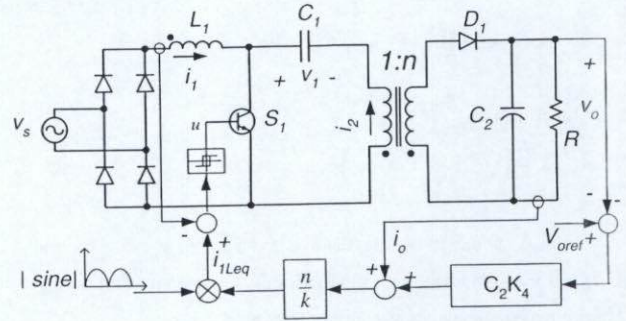 L₁
C₁
D₁
1:n
i₁
+ v₁ -
+
vₛ
u
S₁
i₂
C₂
R
vₒ
-
-
+
i₁Leq
iₒ
Vₒref
+
-
| sine|
n/k
+
+
C₂K₄